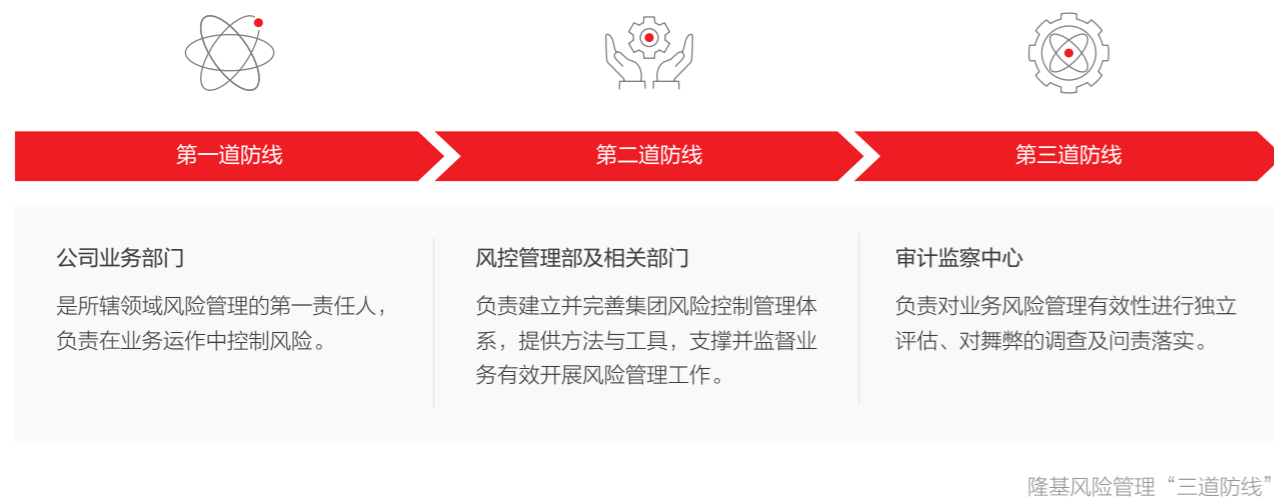 第一道防线
第二道防线
第三道防线
公司业务部门
是所辖领域风险管理的第一责任人，
负责在业务运作中控制风险。
风控管理部及相关部门
负责建立并完善集团风险控制管理体
系，提供方法与工具，支撑并监督业
务有效开展风险管理工作。
审计监察中心
负责对业务风险管理有效性进行独立
评估、对舞弊的调查及问责落实。
隆基风险管理“三道防线”